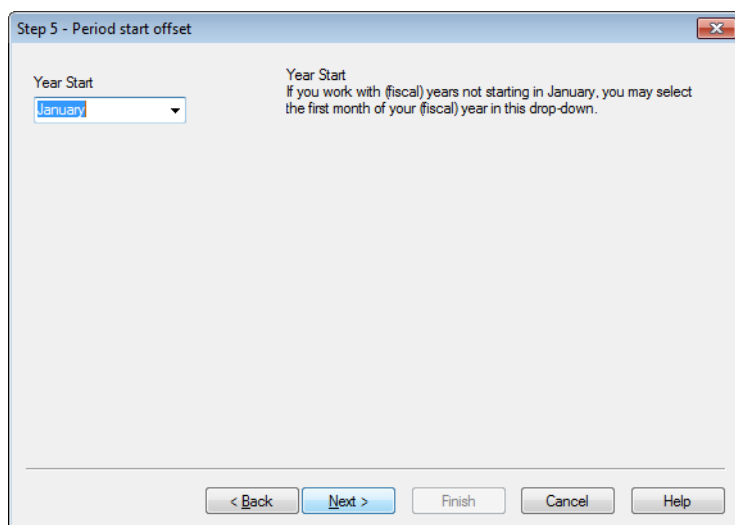 Step 5 - Period start offset
Year Start
January
Year Start
If you work with (fiscal) years not starting in January, you may select
the first month of your (fiscal) year in this drop-down.
< Back
Next >
Finish
Cancel
Help